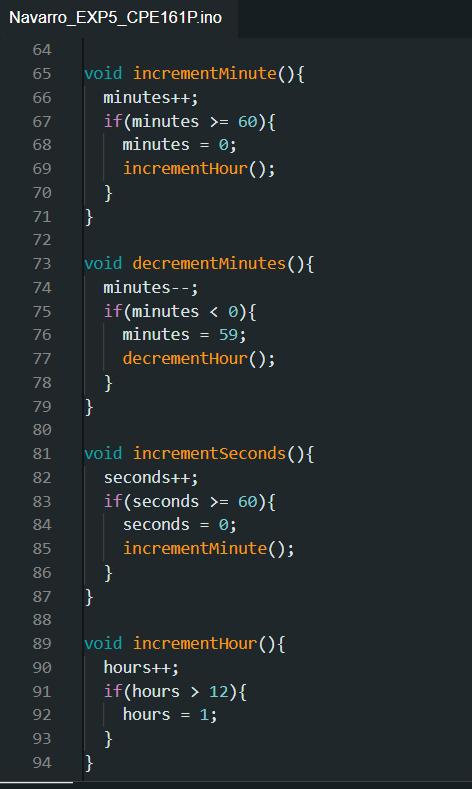 Navarro_EXP5_CPE161P.ino
64
65 void incrementMinute(){
66   minutes++;
67   if(minutes >= 60){
68     minutes = 0;
69     incrementHour();
70   }
71 }
72
73 void decrementMinutes(){
74   minutes--;
75   if(minutes < 0){
76     minutes = 59;
77     decrementHour();
78   }
79 }
80
81 void incrementSeconds(){
82   seconds++;
83   if(seconds >= 60){
84     seconds = 0;
85     incrementMinute();
86   }
87 }
88
89 void incrementHour(){
90   hours++;
91   if(hours > 12){
92     hours = 1;
93   }
94 }